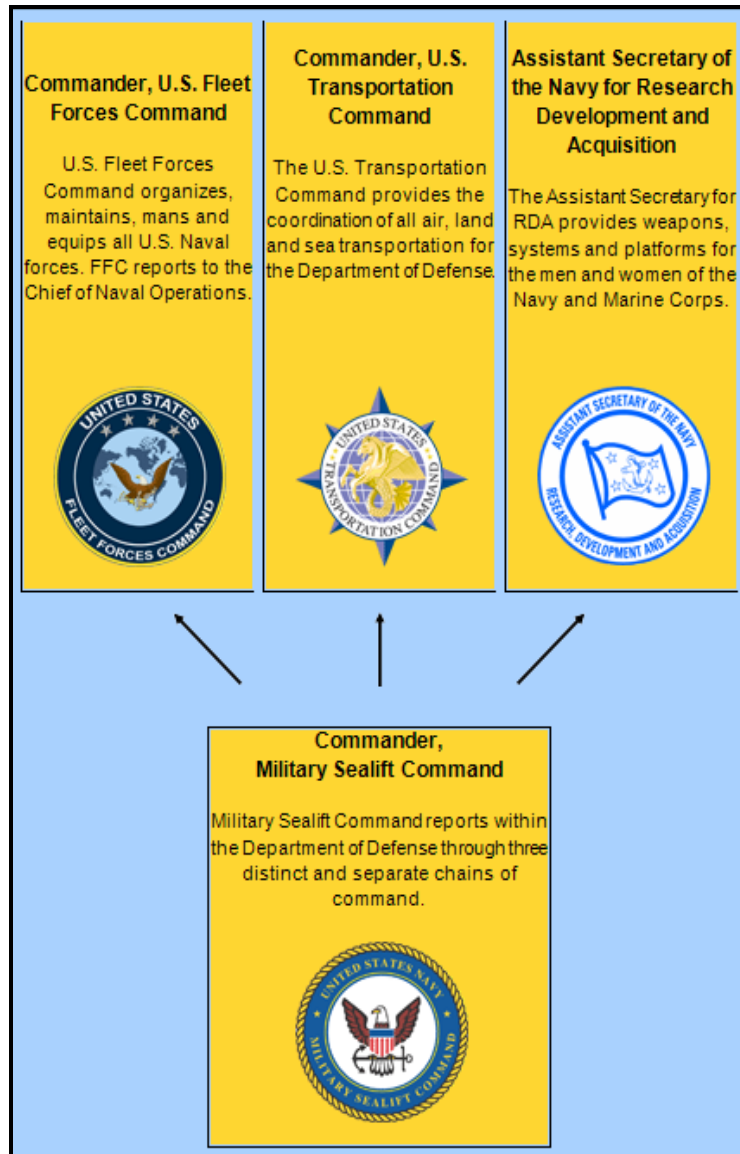 Commander, U.S. Fleet
Forces Command
U.S. Fleet Forces
Command organizes,
maintains, mans and
equips all U.S. Naval
forces. FFC reports to the
Chief of Naval Operations.
UNITED STATES
FLEET FORCES COMMAND
Commander, U.S.
Transportation
Command
The U.S. Transportation
Command provides the
coordination of all air, land
and sea transportation for
the Department of Defense.
UNITED STATES
TRANSPORTATION COMMAND
Assistant Secretary of
the Navy for Research
Development and
Acquisition
The Assistant Secretary for
RDA provides weapons,
systems and platforms for
the men and women of the
Navy and Marine Corps.
ASSISTANT SECRETARY OF THE NAVY
RESEARCH, DEVELOPMENT AND ACQUISITION
Commander,
Military Sealift Command
Military Sealift Command reports within
the Department of Defense through three
distinct and separate chains of
command.
UNITED STATES NAVY
MILITARY SEALIFT COMMAND